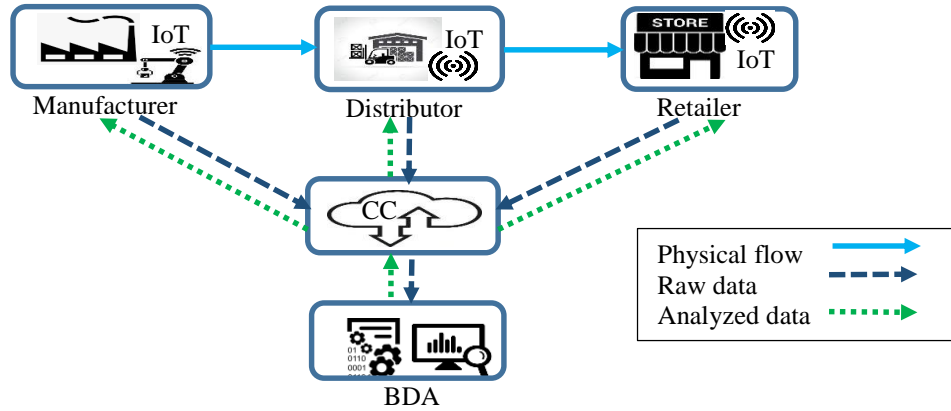 IoT
Manufacturer
IoT
Distributor
STORE
IoT
Retailer
CC
01
0110
0001
BDA
Physical flow
Raw data
Analyzed data